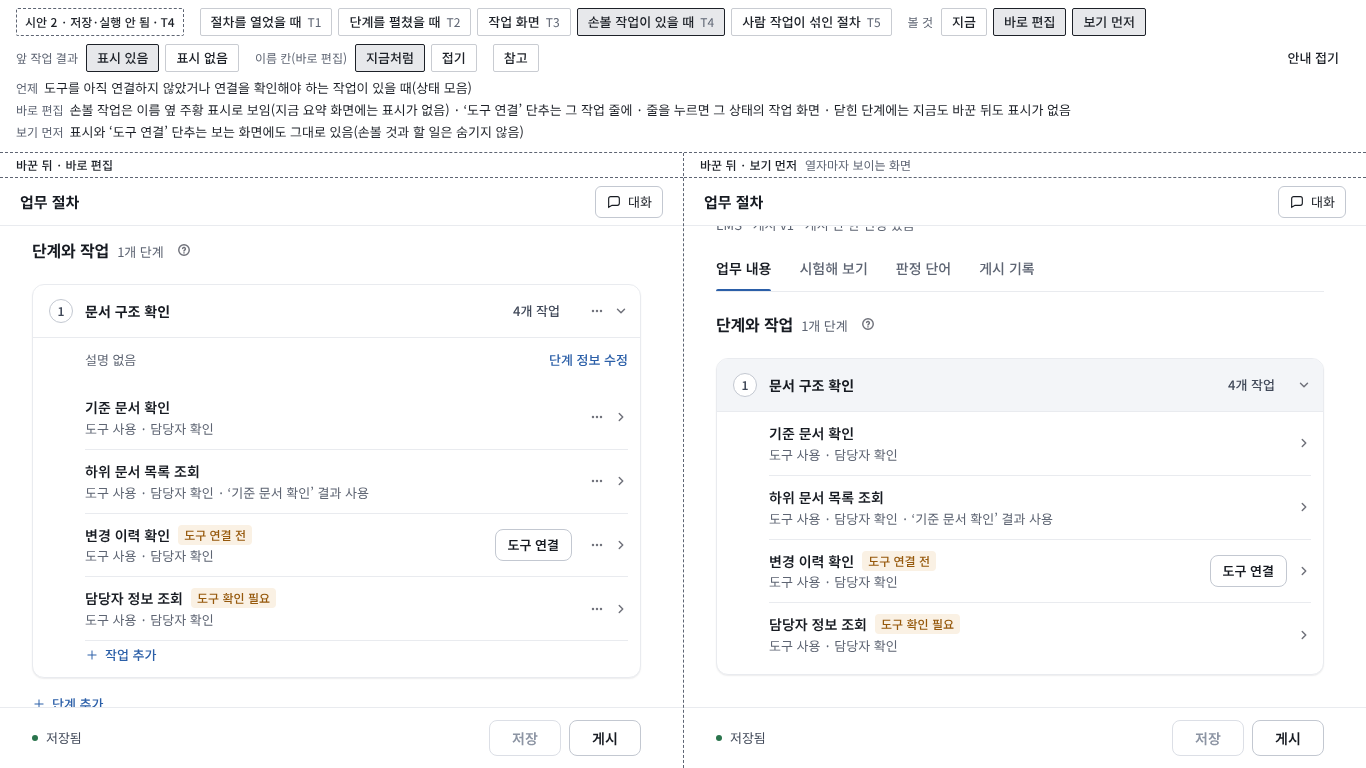 시안 2 · 저장·실행 안 됨 · T4 절차를 열었을 때 T1 단계를 펼쳤을 때 T2 작업 화면 T3 손볼 작업이 있을 때 T4 사람 작업이 섞인 절차 T5 볼 것 지금 바로 편집 보기 먼저
앞 작업 결과 표시 있음 표시 없음 이름 칸(바로 편집) 지금처럼 접기 참고 안내 접기
언제 도구를 아직 연결하지 않았거나 연결을 확인해야 하는 작업이 있을 때(상태 모음)
바로 편집 손볼 작업은 이름 옆 주황 표시로 보임(지금 요약 화면에는 표시가 없음) · ‘도구 연결’ 단추는 그 작업 줄에 · 줄을 누르면 그 상태의 작업 화면 · 닫힌 단계에는 지금도 바꾼 뒤도 표시가 없음
보기 먼저 표시와 ‘도구 연결’ 단추는 보는 화면에도 그대로 있음(손볼 것과 할 일은 숨기지 않음)
바꾼 뒤 · 바로 편집
업무 절차 대화
단계와 작업 1개 단계
1 문서 구조 확인 4개 작업
설명 없음 단계 정보 수정
기준 문서 확인
도구 사용 · 담당자 확인
하위 문서 목록 조회
도구 사용 · 담당자 확인 · ‘기준 문서 확인’ 결과 사용
변경 이력 확인 도구 연결 전 도구 연결
도구 사용 · 담당자 확인
담당자 정보 조회 도구 확인 필요
도구 사용 · 담당자 확인
작업 추가
단계 추가
저장됨 저장 게시
바꾼 뒤 · 보기 먼저 열자마자 보이는 화면
업무 절차 대화
업무 내용 시험해 보기 판정 단어 게시 기록
단계와 작업 1개 단계
1 문서 구조 확인 4개 작업
기준 문서 확인
도구 사용 · 담당자 확인
하위 문서 목록 조회
도구 사용 · 담당자 확인 · ‘기준 문서 확인’ 결과 사용
변경 이력 확인 도구 연결 전 도구 연결
도구 사용 · 담당자 확인
담당자 정보 조회 도구 확인 필요
도구 사용 · 담당자 확인
저장됨 저장 게시